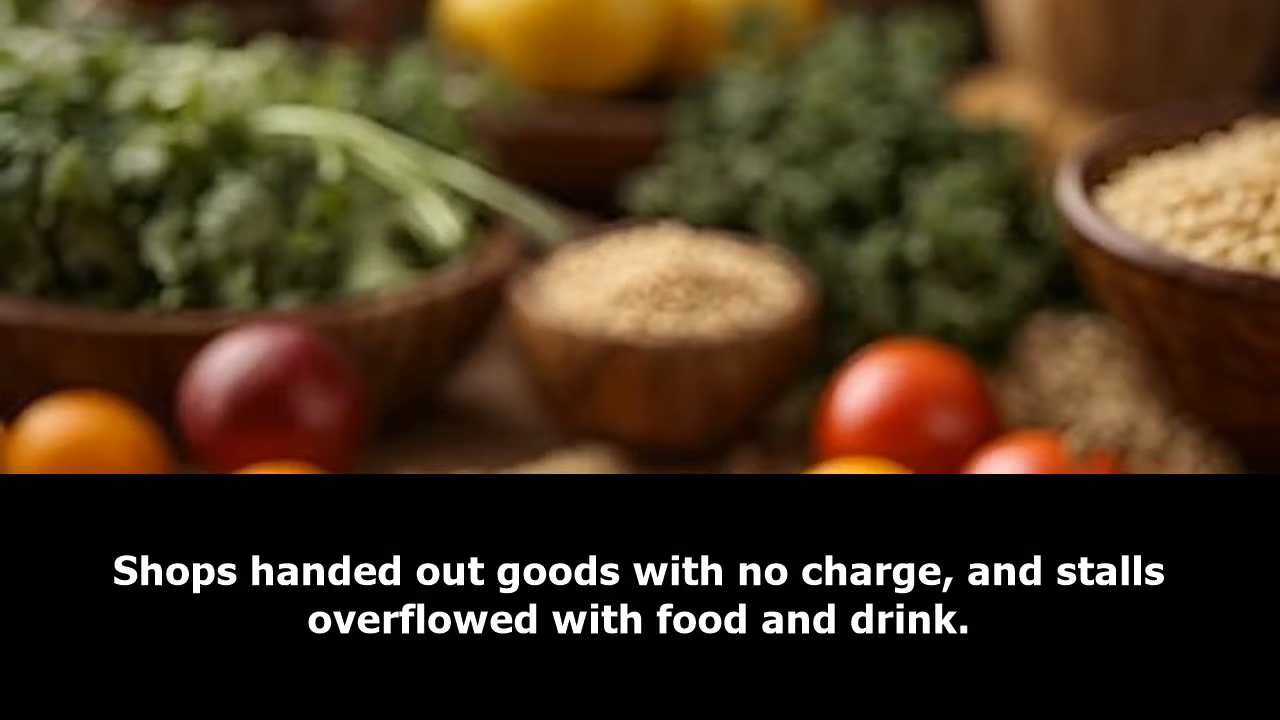 Shops handed out goods with no charge, and stalls
overflowed with food and drink.